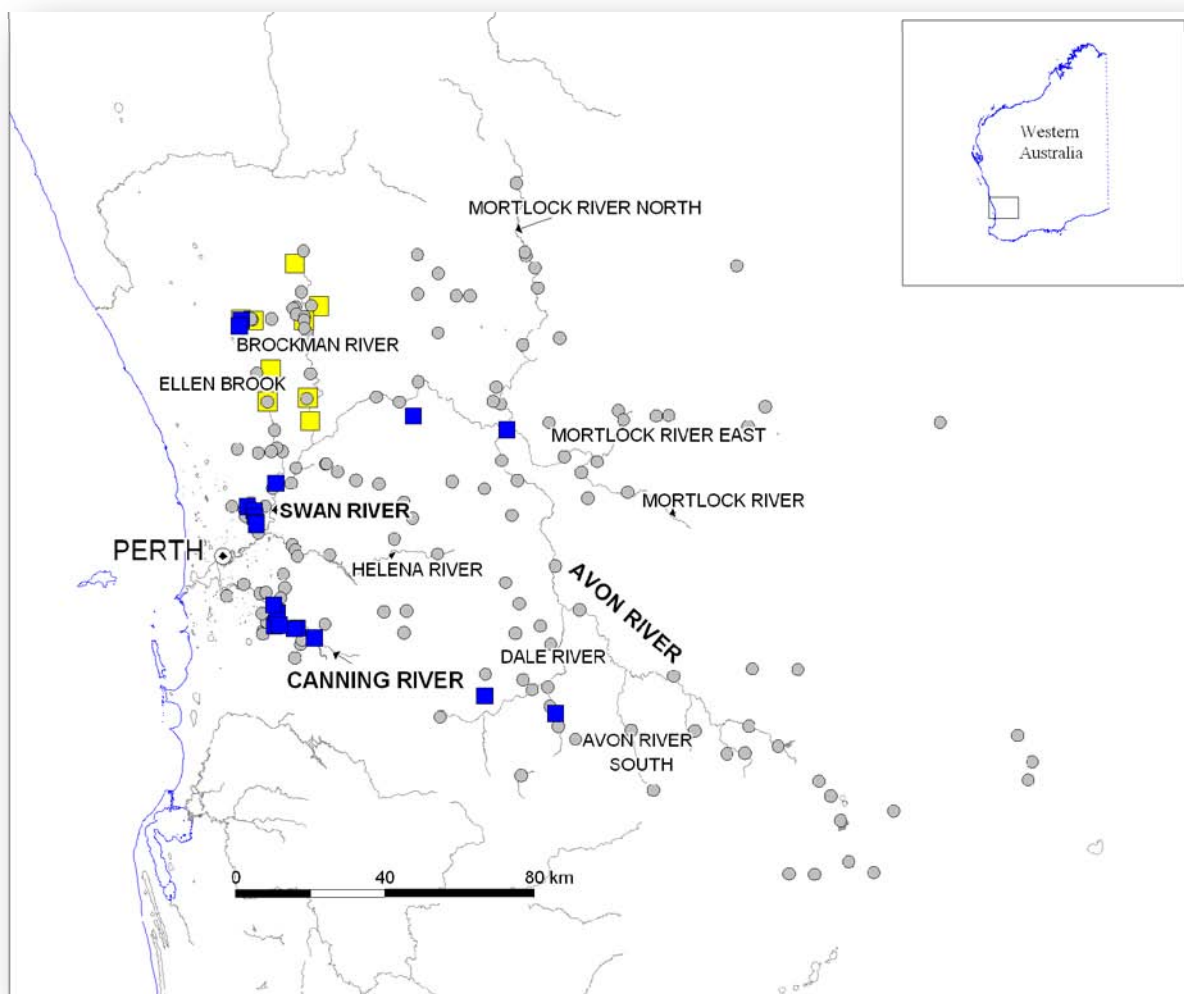 Western
Australia
MORTLOCK RIVER NORTH
BROCKMAN RIVER
ELLEN BROOK
MORTLOCK RIVER EAST
MORTLOCK RIVER
SWAN RIVER
PERTH
HELENA RIVER
AVON RIVER
DALE RIVER
CANNING RIVER
AVON RIVER
SOUTH
0 40 80 km